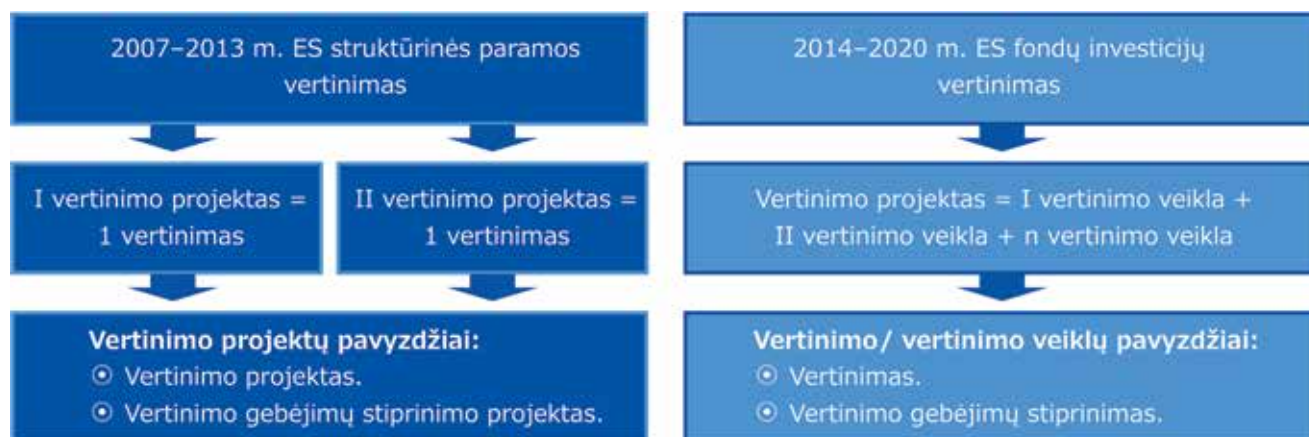 2007–2013 m. ES struktūrinės paramos
vertinimas
I vertinimo projektas =
1 vertinimas
II vertinimo projektas =
1 vertinimas
Vertinimo projektų pavyzdžiai:
Vertinimo projektas.
Vertinimo gebėjimų stiprinimo projektas.
2014–2020 m. ES fondų investicijų
vertinimas
Vertinimo projektas = I vertinimo veikla +
II vertinimo veikla + n vertinimo veikla
Vertinimo/ vertinimo veiklų pavyzdžiai:
Vertinimas.
Vertinimo gebėjimų stiprinimas.